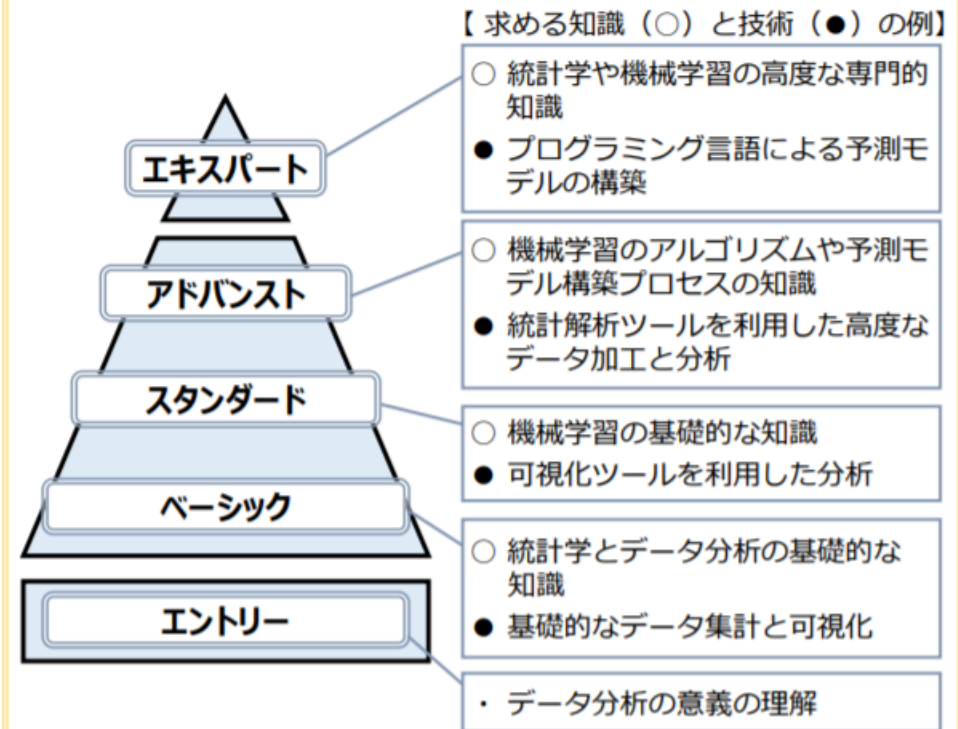 【 求める知識（○）と技術（●）の例】
エキスパート
○ 統計学や機械学習の高度な専門的
知識
● プログラミング言語による予測モ
デルの構築
アドバンスト
○ 機械学習のアルゴリズムや予測モ
デル構築プロセスの知識
● 統計解析ツールを利用した高度な
データ加工と分析
スタンダード
○ 機械学習の基礎的な知識
● 可視化ツールを利用した分析
ベーシック
○ 統計学とデータ分析の基礎的な
知識
● 基礎的なデータ集計と可視化
エントリー
・ データ分析の意義の理解